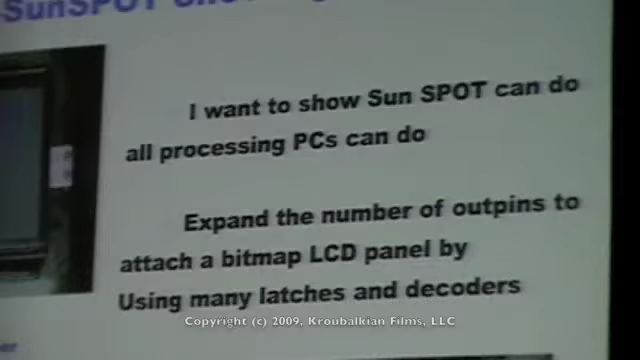 SunSPOT
I want to show Sun SPOT can do
all processing PCs can do
Expand the number of outpins to
attach a bitmap LCD panel by
Using many latches and decoders
Copyright (c) 2009, Kroubalkian Films, LLC